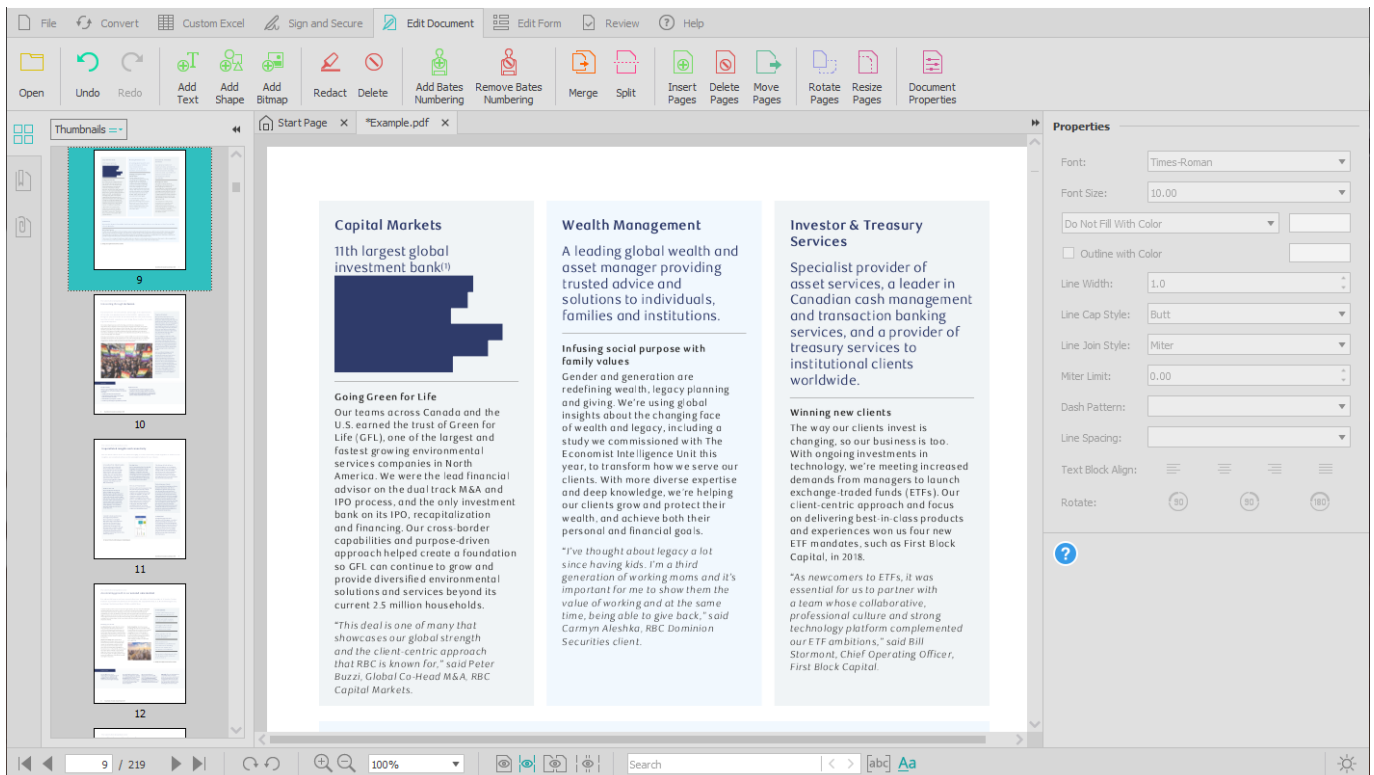 File Convert Custom Excel Sign and Secure Edit Document Edit Form Review Help
Open Undo Redo Add Text Add Shape Add Bitmap Redact Delete Add Bates Numbering Remove Bates Numbering Merge Split Insert Pages Delete Pages Move Pages Rotate Pages Resize Pages Document Properties
Thumbnails
Start Page
*Example.pdf
9
10
11
12
Capital Markets
11th largest global
investment bank(1)
Going Green for Life
Our teams across Canada and the
U.S. earned the trust of Green for
Life (GFL), one of the largest and
fastest growing environmental
services companies in North
America. We were the lead financial
advisor on the dual track M&A and
IPO process, and the only investment
bank on its IPO, recapitalization
and financing. Our cross-border
capabilities and purpose-driven
approach helped create a foundation
so GFL can continue to grow and
provide diversified environmental
solutions and services beyond its
current 2.5 million households.
"This deal is one of many that
showcases our global strength
and the client-centric approach
that RBC is known for," said Peter
Buzzi, Global Co-Head M&A, RBC
Capital Markets.
Wealth Management
A leading global wealth and
asset manager providing
trusted advice and
solutions to individuals,
families and institutions.
Infusing social purpose with
family values
Gender and generation are
redefining wealth, legacy planning
and giving. We're using global
insights about the changing face
of wealth and legacy, including a
study we commissioned with The
Economist Intelligence Unit this
year, to transform how we serve our
clients. With more diverse expertise
and deep knowledge, we're helping
our clients grow and protect their
wealth, and achieve both their
personal and financial goals.
"I've thought about legacy a lot
since having kids. I'm a third
generation of working moms and it's
important for me to show them the
value of working and at the same
time, being able to give back," said
Carmyn Aleshka, RBC Dominion
Securities client.
Investor & Treasury
Services
Specialist provider of
asset services, a leader in
Canadian cash management
and transaction banking
services, and a provider of
treasury services to
institutional clients
worldwide.
Winning new clients
The way our clients invest is
changing, so our business is too.
With ongoing investments in
technology, we're meeting increased
demands from managers to launch
exchange-traded funds (ETFs). Our
client-centric approach and focus
on delivering best-in-class products
and experiences won us four new
ETF mandates, such as First Block
Capital, in 2018.
"As newcomers to ETFs, it was
essential for us to partner with
a team whose collaborative,
professional culture and strong
technology platform complemented
our ETF ambitions," said Bill
Stormont, Chief Operating Officer,
First Block Capital.
Properties
Font: Times-Roman
Font Size: 10.00
Do Not Fill With Color
Outline with Color
Line Width: 1.0
Line Cap Style: Butt
Line Join Style: Miter
Miter Limit: 0.00
Dash Pattern:
Line Spacing:
Text Block Align:
Rotate: 90 90 180
?
9 / 219 100% Search [abc] Aa